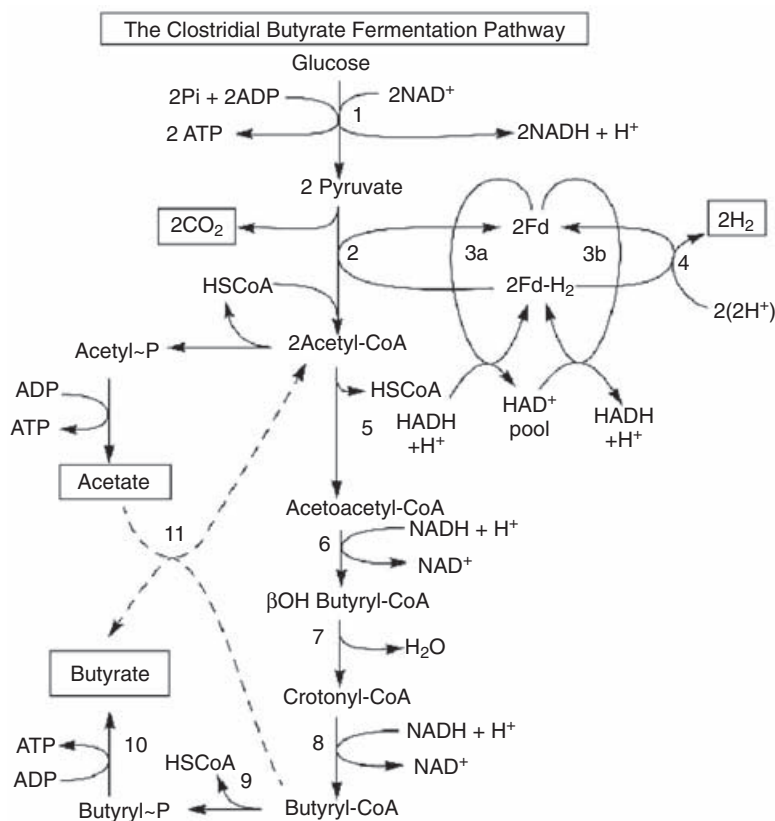 The Clostridial Butyrate Fermentation Pathway
Glucose
2Pi + 2ADP
2NAD⁺
1
2 ATP
2NADH + H⁺
2 Pyruvate
2CO₂
2Fd
2H₂
2
3a
3b
4
HSCoA
2Fd-H₂
2(2H⁺)
Acetyl~P
2Acetyl-CoA
ADP
HSCoA
HADH
+H⁺
HAD⁺
pool
HADH
+H⁺
ATP
5
Acetate
Acetoacetyl-CoA
11
6
NADH + H⁺
NAD⁺
βOH Butyryl-CoA
7
H₂O
Butyrate
Crotonyl-CoA
ATP
10
HSCoA
9
8
NADH + H⁺
NAD⁺
ADP
Butyryl~P
Butyryl-CoA